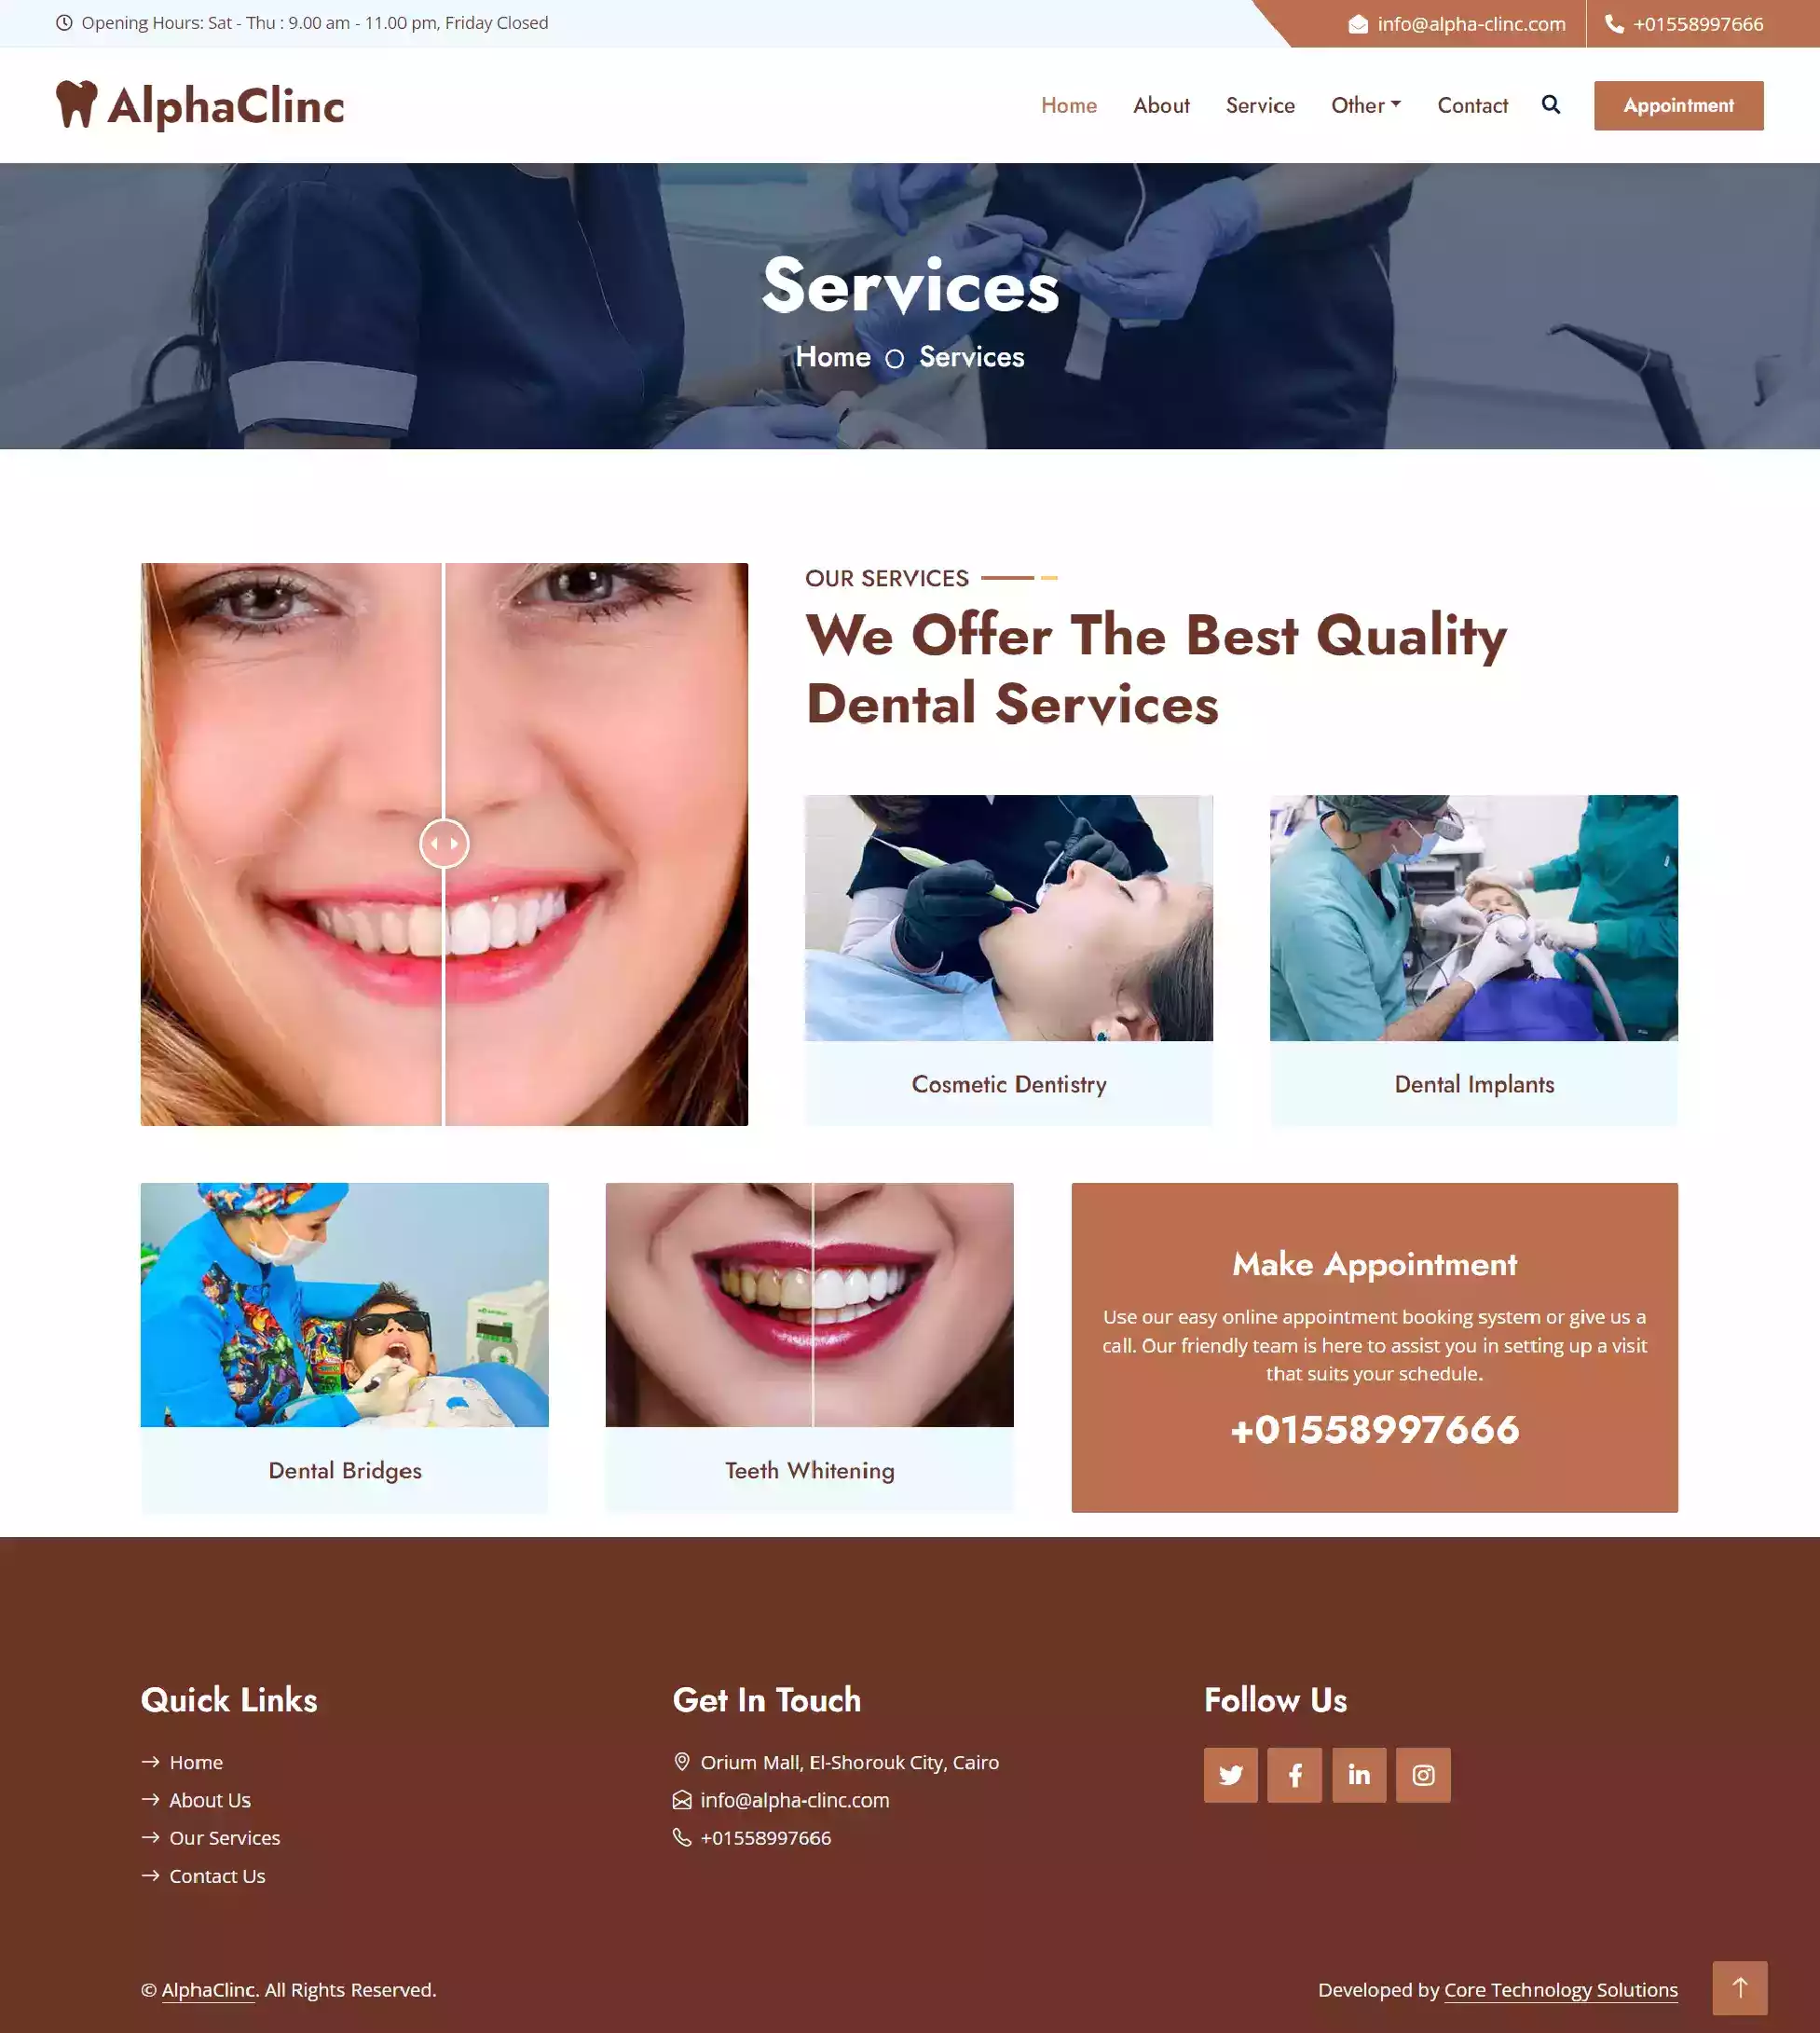 Opening Hours: Sat - Thu : 9.00 am - 11.00 pm, Friday Closed
info@alpha-clinc.com
+01558997666
AlphaClinc
Home
About
Service
Other
Contact
Appointment
Services
Home
Services
OUR SERVICES
We Offer The Best Quality
Dental Services
Cosmetic Dentistry
Dental Implants
Dental Bridges
Teeth Whitening
Make Appointment
Use our easy online appointment booking system or give us a
call. Our friendly team is here to assist you in setting up a visit
that suits your schedule.
+01558997666
Quick Links
Home
About Us
Our Services
Contact Us
Get In Touch
Orium Mall, El-Shorouk City, Cairo
info@alpha-clinc.com
+01558997666
Follow Us
© AlphaClinc. All Rights Reserved.
Developed by Core Technology Solutions